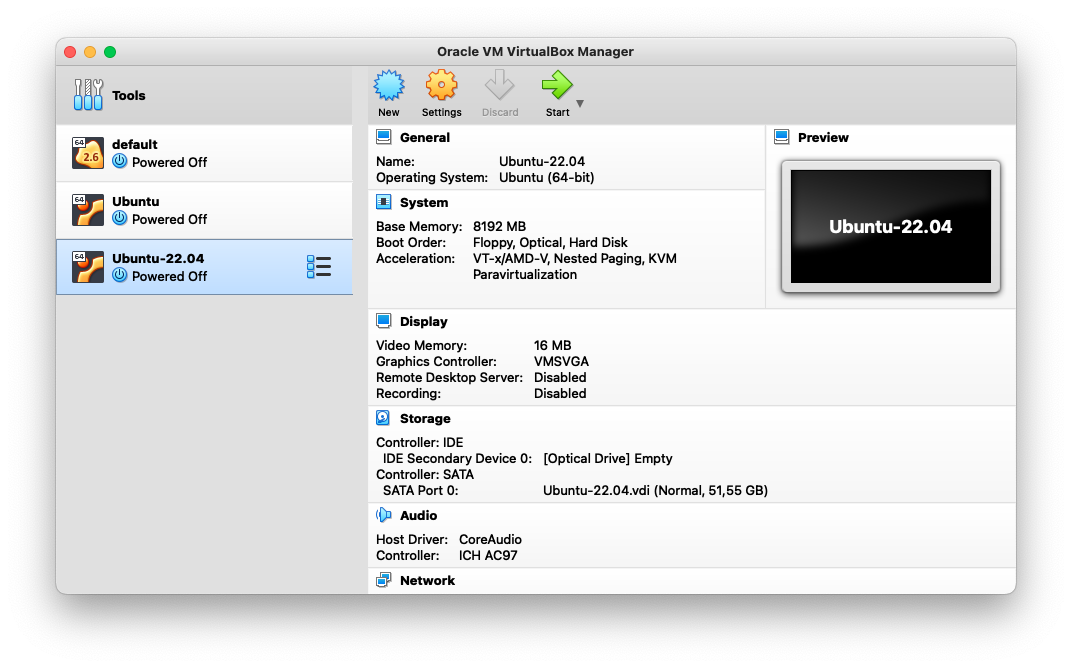 Oracle VM VirtualBox Manager
Tools
New
Settings
Discard
Start
64
2.6
default
Powered Off
64
Ubuntu
Powered Off
64
Ubuntu-22.04
Powered Off
General
Name: Ubuntu-22.04
Operating System: Ubuntu (64-bit)
System
Base Memory: 8192 MB
Boot Order: Floppy, Optical, Hard Disk
Acceleration: VT-x/AMD-V, Nested Paging, KVM
Paravirtualization
Preview
Ubuntu-22.04
Display
Video Memory: 16 MB
Graphics Controller: VMSVGA
Remote Desktop Server: Disabled
Recording: Disabled
Storage
Controller: IDE
IDE Secondary Device 0: [Optical Drive] Empty
Controller: SATA
SATA Port 0: Ubuntu-22.04.vdi (Normal, 51,55 GB)
Audio
Host Driver: CoreAudio
Controller: ICH AC97
Network